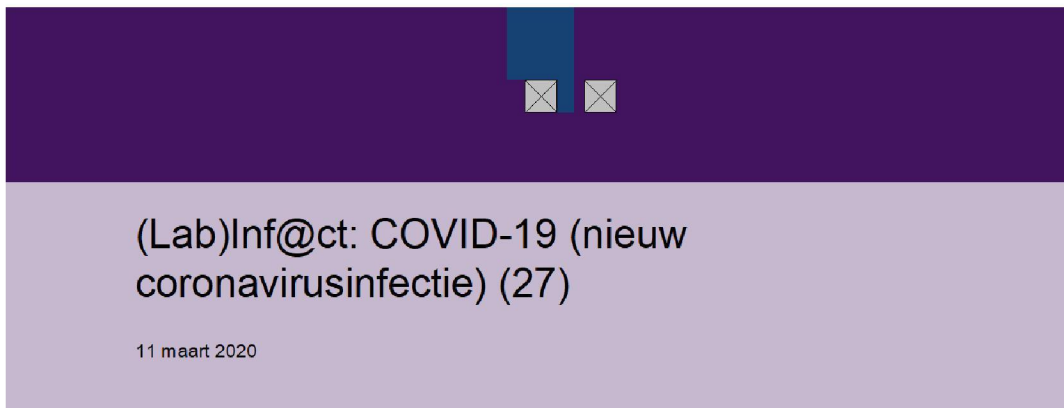 (Lab)Inf@ct: COVID-19 (nieuw
coronavirusinfectie) (27)
11 maart 2020